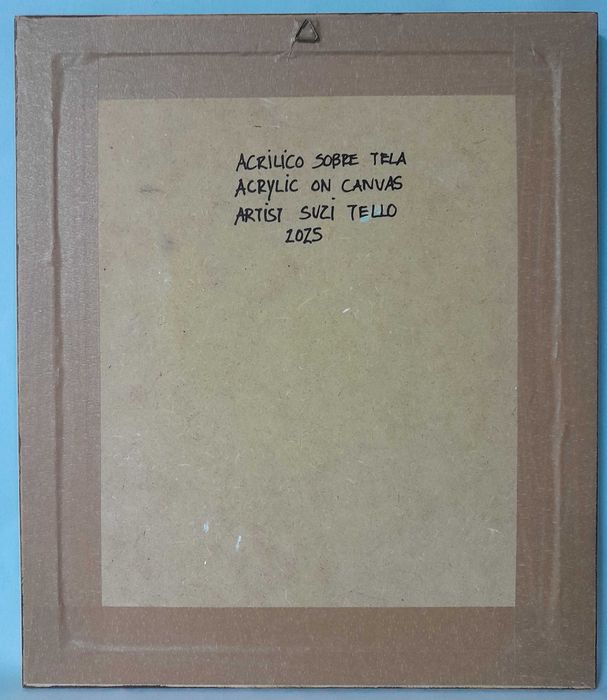 ACRILICO SOBRE TELA
ACRYLIC ON CANVAS
ARTIST SUZI TELLO
2025